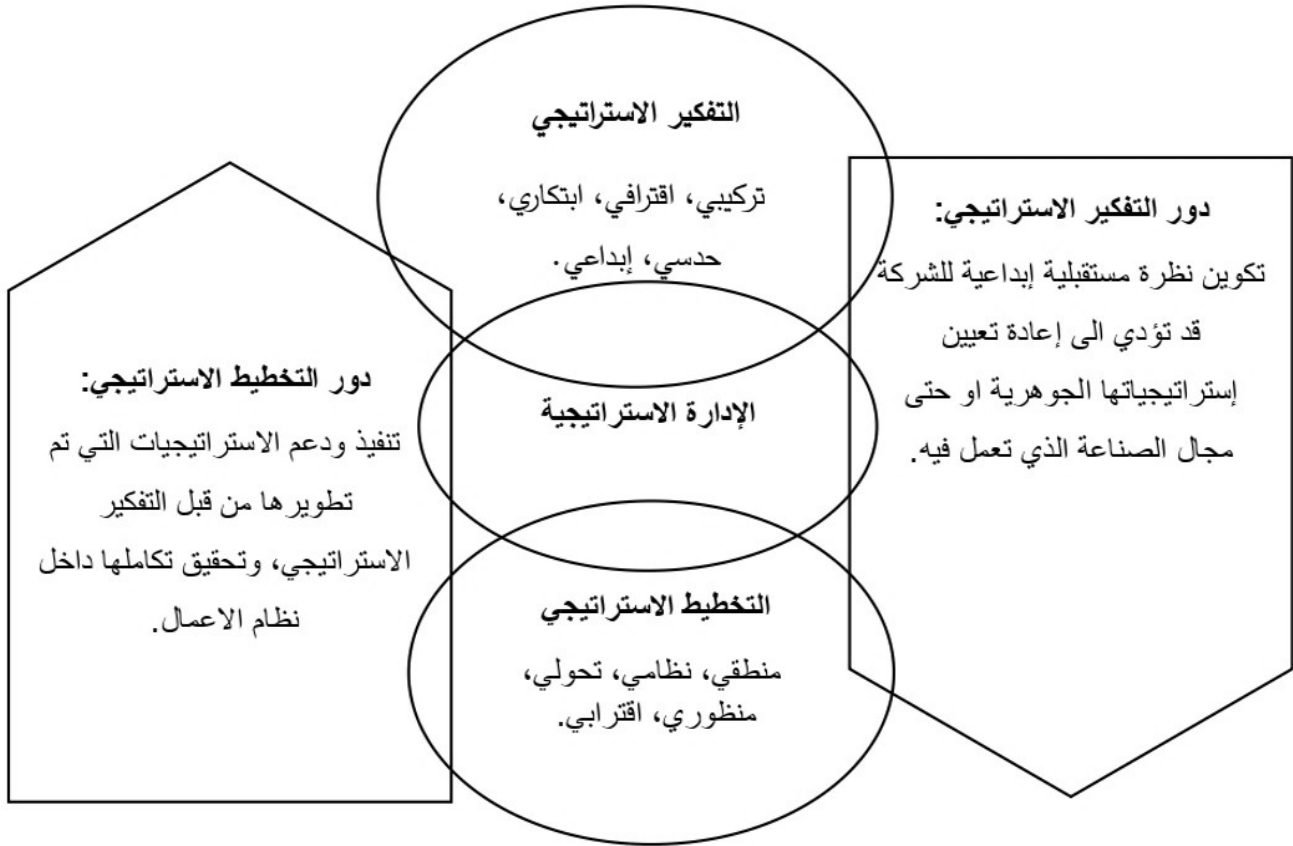 التفكير الاستراتيجي
تركيبي، اقترافي، ابتكاري،
حدسي، إبداعي.
دور التفكير الاستراتيجي:
تكوين نظرة مستقبلية إبداعية للشركة
قد تؤدي الى إعادة تعيين
إستراتيجياتها الجوهرية او حتى
مجال الصناعة الذي تعمل فيه.
الإدارة الاستراتيجية
دور التخطيط الاستراتيجي:
تنفيذ ودعم الاستراتيجيات التي تم
تطويرها من قبل التفكير
الاستراتيجي، وتحقيق تكاملها داخل
نظام الاعمال.
التخطيط الاستراتيجي
منطقي، نظامي، تحولي،
منظوري، اقترابي.